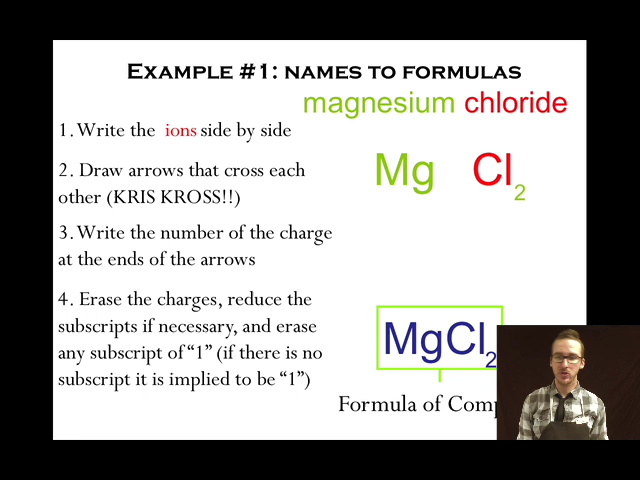 EXAMPLE #1: NAMES TO FORMULAS
magnesium chloride
1. Write the ions side by side
Mg Cl2
2. Draw arrows that cross each
other (KRIS KROSS!!)
3. Write the number of the charge
at the ends of the arrows
4. Erase the charges, reduce the
subscripts if necessary, and erase
any subscript of “1” (if there is no
subscript it is implied to be “1”)
MgCl2
Formula of